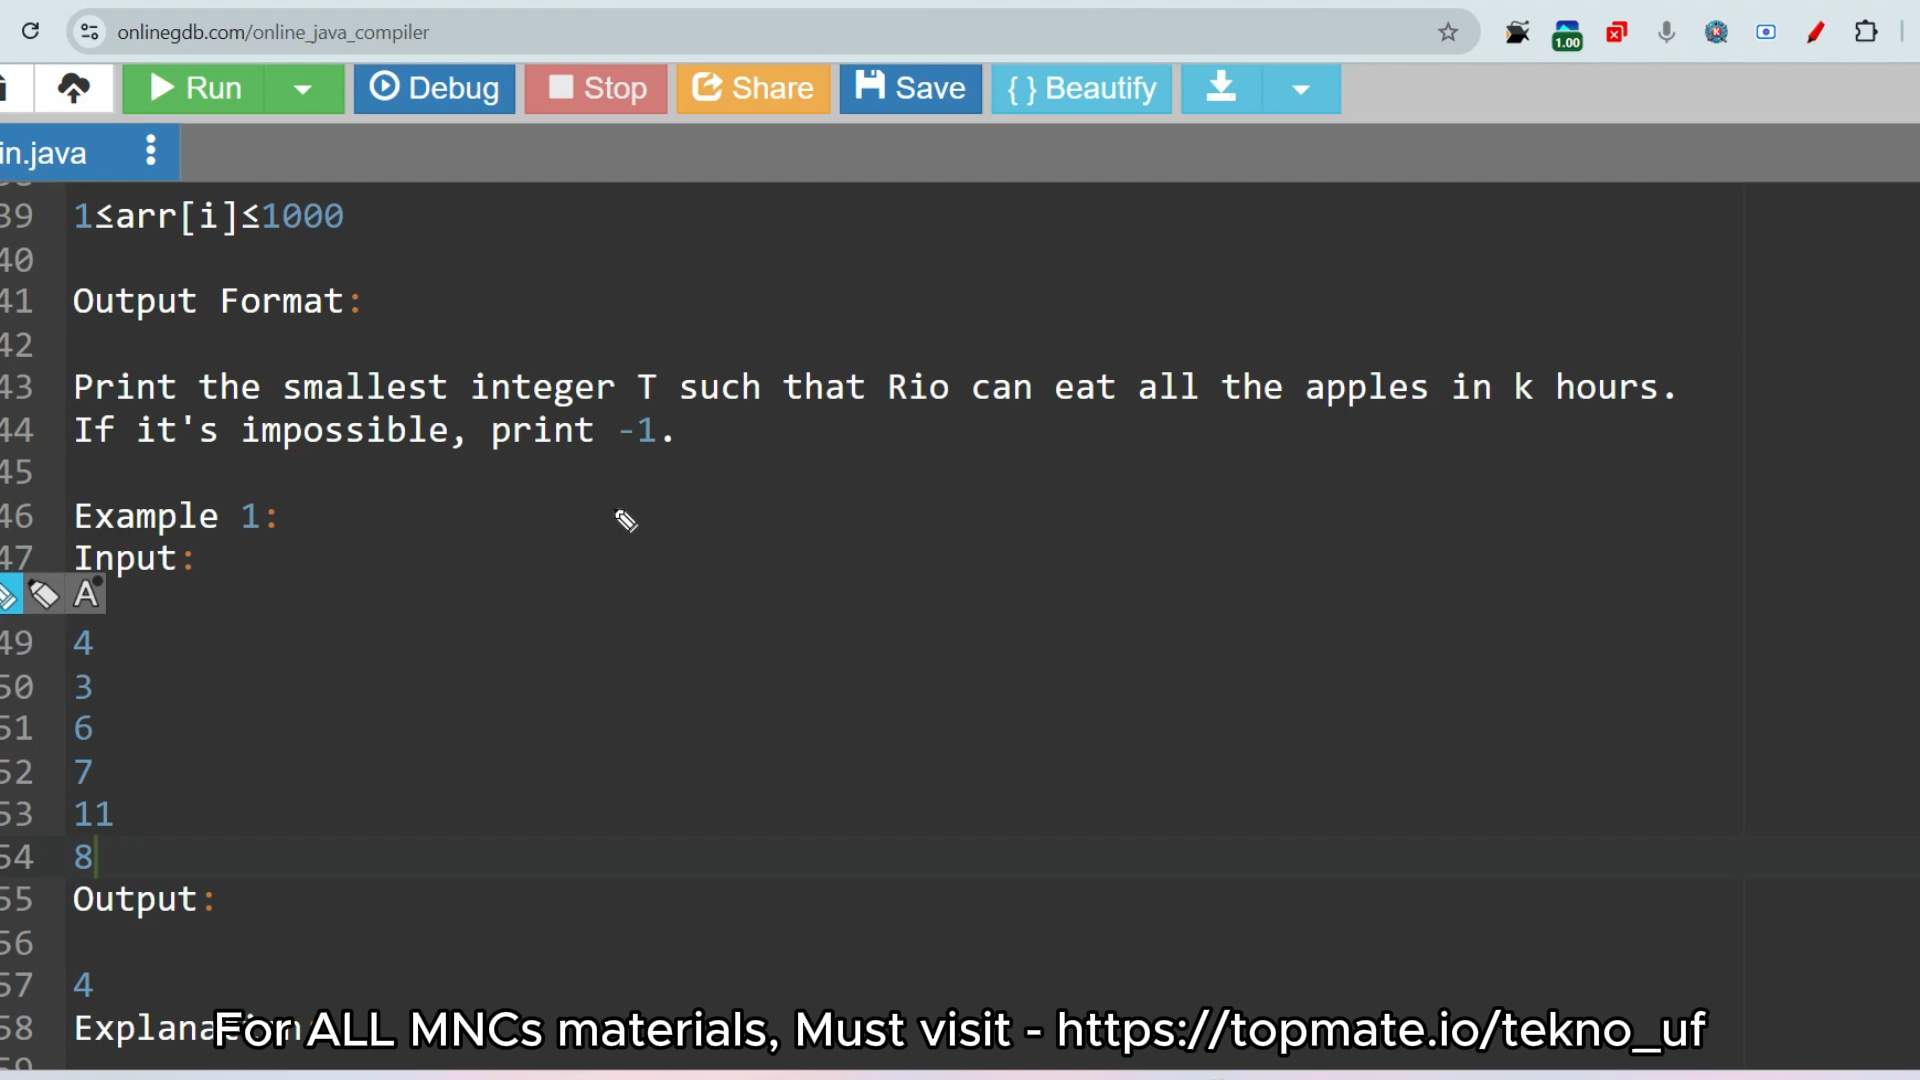 onlinegdb.com/online_java_compiler
1.00
Run Debug Stop Share Save { } Beautify
in.java
39 1≤arr[i]≤1000
40
41 Output Format:
42
43 Print the smallest integer T such that Rio can eat all the apples in k hours.
44 If it's impossible, print -1.
45
46 Example 1:
47 Input:
A
49 4
50 3
51 6
52 7
53 11
54 8
55 Output:
56
57 4
58
For ALL MNCs materials, Must visit - https://topmate.io/tekno_uf